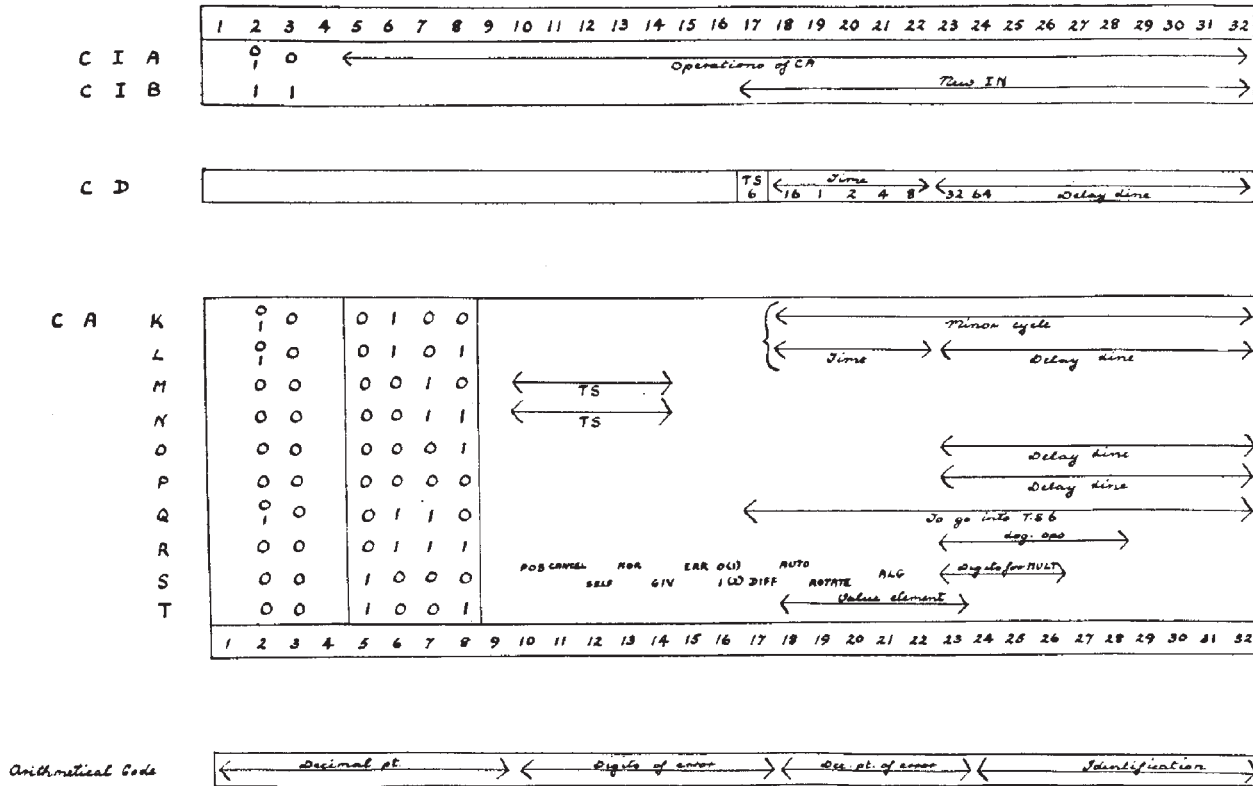 1 2 3 4 5 6 7 8 9 10 11 12 13 14 15 16 17 18 19 20 21 22 23 24 25 26 27 28 29 30 31 32
C I A 0 1 0 Operations of CA
C I B 1 1 New IN
C D TS 6 Time 16 1 2 4 8 32 64 Delay Line
C A K 0 1 0 0 1 0 0 Minor cycle
L 0 1 0 0 1 0 1 Time Delay Line
M 0 0 0 0 1 0 TS
N 0 0 0 0 1 1 TS
O 0 0 0 0 0 1 Delay Line
P 0 0 0 0 0 0 Delay Line
Q 0 1 0 0 1 1 0 To go into T.S 6
R 0 0 0 1 1 1 Log. ops
S 0 0 1 0 0 0 POS CANCEL SELF MOR GIV ERR 0(1) 1(2) DIFF AUTO ROTATE ALG Digits for MULT
T 0 0 1 0 0 1 Value element
1 2 3 4 5 6 7 8 9 10 11 12 13 14 15 16 17 18 19 20 21 22 23 24 25 26 27 28 29 30 31 32
Arithmetical Code Decimal pt. Digits of error Dec. pt. of error Identification